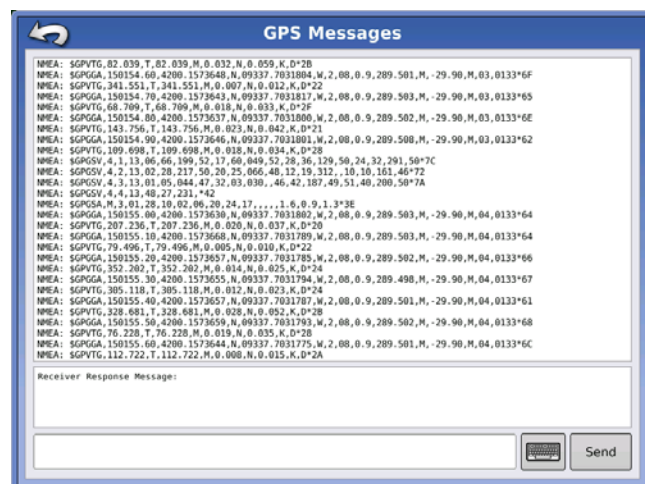 GPS Messages
NMEA: $GPVTG,82.039,T,82.039,M,0.032,N,0.059,K,D*2B
NMEA: $GPGGA,150154.60,4200.1573648,N,09337.7031804,W,2,08,0.9,289.501,M,-29.90,M,03,0133*6F
NMEA: $GPVTG,341.551,T,341.551,M,0.007,N,0.012,K,D*22
NMEA: $GPGGA,150154.70,4200.1573643,N,09337.7031817,W,2,08,0.9,289.503,M,-29.90,M,03,0133*65
NMEA: $GPVTG,68.709,T,68.709,M,0.018,N,0.033,K,D*2F
NMEA: $GPGGA,150154.80,4200.1573637,N,09337.7031800,W,2,08,0.9,289.502,M,-29.90,M,03,0133*6E
NMEA: $GPVTG,143.756,T,143.756,M,0.023,N,0.042,K,D*21
NMEA: $GPGGA,150154.90,4200.1573646,N,09337.7031801,W,2,08,0.9,289.508,M,-29.90,M,03,0133*62
NMEA: $GPVTG,109.698,T,109.698,M,0.018,N,0.034,K,D*28
NMEA: $GPGSV,4,1,13,06,66,199,52,17,60,049,52,28,36,129,50,24,32,291,50*7C
NMEA: $GPGSV,4,2,13,02,28,217,50,20,25,066,48,12,19,312,,10,10,161,46*72
NMEA: $GPGSV,4,3,13,01,05,044,47,32,03,030,,46,42,187,49,51,40,200,50*7A
NMEA: $GPGSV,4,4,13,48,27,231,*42
NMEA: $GPGSA,M,3,01,28,10,02,06,20,24,17,,,,,1.6,0.9,1.3*3E
NMEA: $GPGGA,150155.00,4200.1573630,N,09337.7031802,W,2,08,0.9,289.503,M,-29.90,M,04,0133*64
NMEA: $GPVTG,207.236,T,207.236,M,0.020,N,0.037,K,D*20
NMEA: $GPGGA,150155.10,4200.1573668,N,09337.7031789,W,2,08,0.9,289.503,M,-29.90,M,04,0133*64
NMEA: $GPVTG,79.496,T,79.496,M,0.005,N,0.010,K,D*22
NMEA: $GPGGA,150155.20,4200.1573657,N,09337.7031785,W,2,08,0.9,289.502,M,-29.90,M,04,0133*66
NMEA: $GPVTG,352.202,T,352.202,M,0.014,N,0.025,K,D*24
NMEA: $GPGGA,150155.30,4200.1573655,N,09337.7031794,W,2,08,0.9,289.498,M,-29.90,M,04,0133*67
NMEA: $GPVTG,305.118,T,305.118,M,0.012,N,0.023,K,D*24
NMEA: $GPGGA,150155.40,4200.1573657,N,09337.7031787,W,2,08,0.9,289.501,M,-29.90,M,04,0133*61
NMEA: $GPVTG,328.681,T,328.681,M,0.028,N,0.052,K,D*2B
NMEA: $GPGGA,150155.50,4200.1573659,N,09337.7031793,W,2,08,0.9,289.502,M,-29.90,M,04,0133*68
NMEA: $GPVTG,76.228,T,76.228,M,0.019,N,0.035,K,D*28
NMEA: $GPGGA,150155.60,4200.1573644,N,09337.7031775,W,2,08,0.9,289.501,M,-29.90,M,04,0133*6C
NMEA: $GPVTG,112.722,T,112.722,M,0.008,N,0.015,K,D*2A
Receiver Response Message:
Send